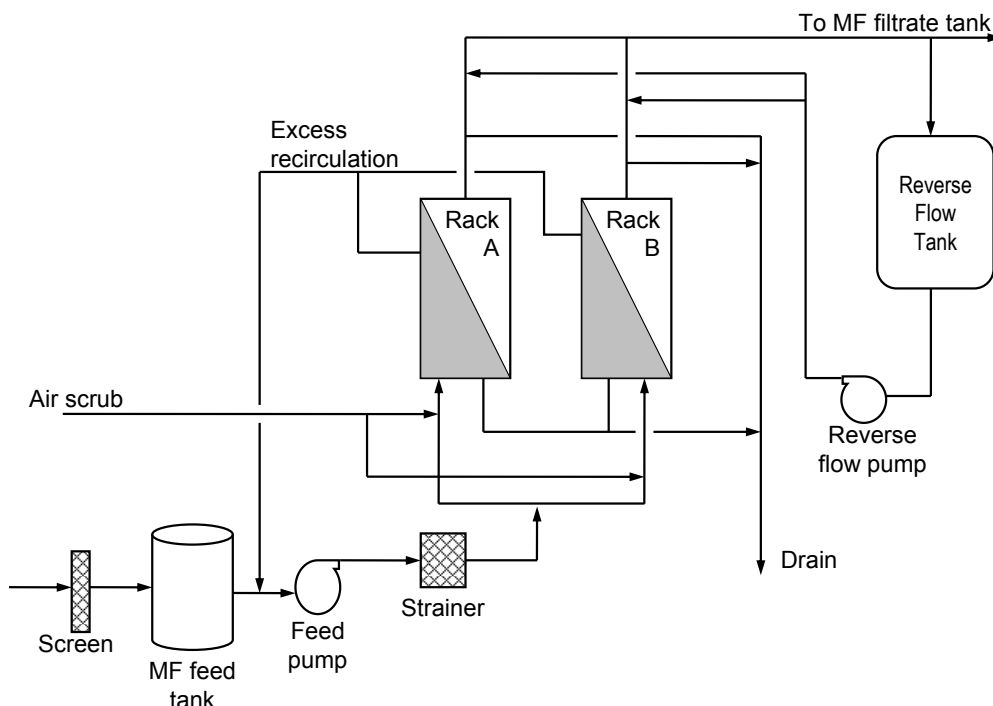 To MF filtrate tank
Excess
recirculation
Rack
A
Rack
B
Reverse
Flow
Tank
Air scrub
Reverse
flow pump
Drain
Strainer
Screen
Feed
pump
MF feed
tank